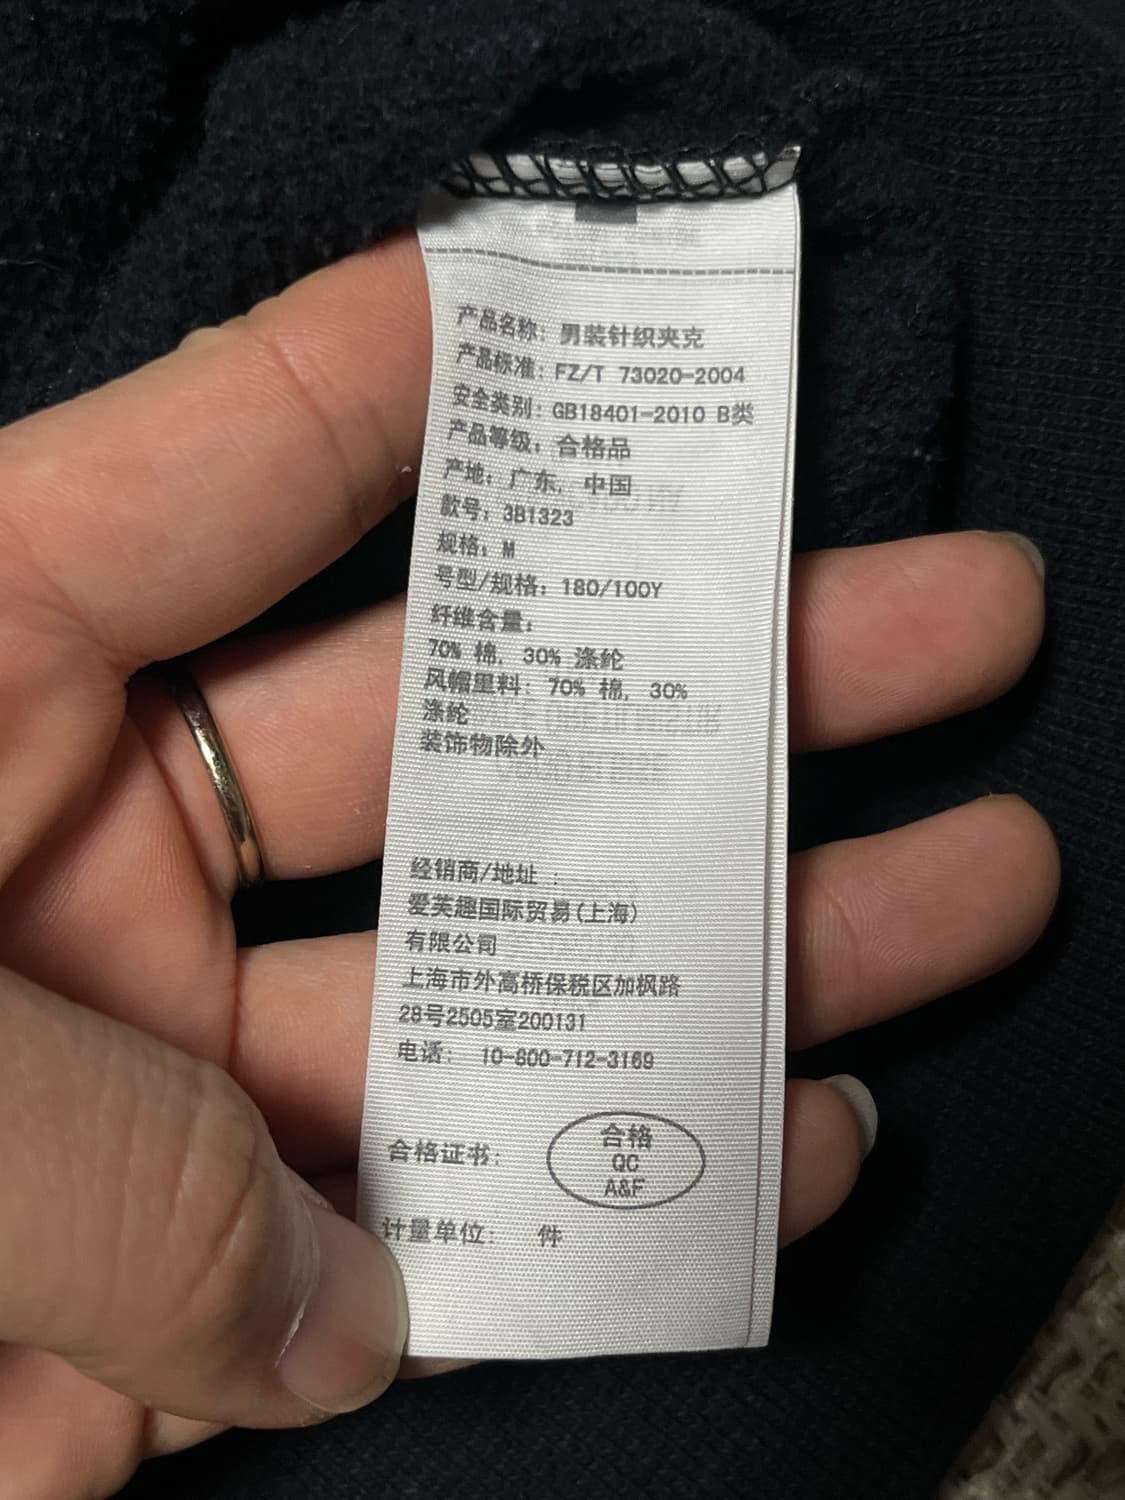 产品名称: 男装针织夹克
产品标准: FZ/T 73020-2004
安全类别: GB18401-2010 B类
产品等级: 合格品
产地: 广东, 中国
款号: 3B1323
规格: M
号型/规格: 180/100Y
纤维含量:
70% 棉, 30% 涤纶
风帽里料: 70% 棉, 30%
涤纶
装饰物除外
经销商/地址 :
爱芙趣国际贸易(上海)
有限公司
上海市外高桥保税区加枫路
28号2505室200131
电话: 10-800-712-3169
合格证书:
合格
QC
A&F
计量单位: 件